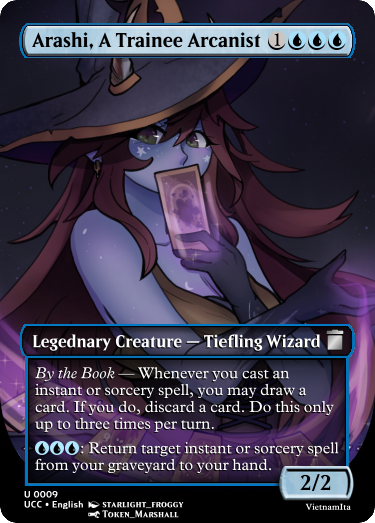 Arashi, A Trainee Arcanist 1
Legednary Creature — Tiefling Wizard
By the Book — Whenever you cast an
instant or sorcery spell, you may draw a
card. If you do, discard a card. Do this only
up to three times per turn.
: Return target instant or sorcery spell
from your graveyard to your hand.
2/2
U 0009
UCC • English STARLIGHT_FROGGY
TOKEN_MARSHALL
VietnamIta